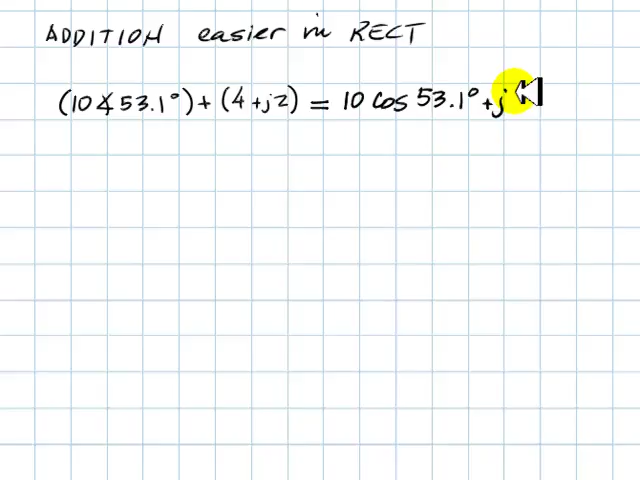 ADDITION easier in RECT
(10∡53.1°) + (4 + j2) = 10 cos 53.1° + j